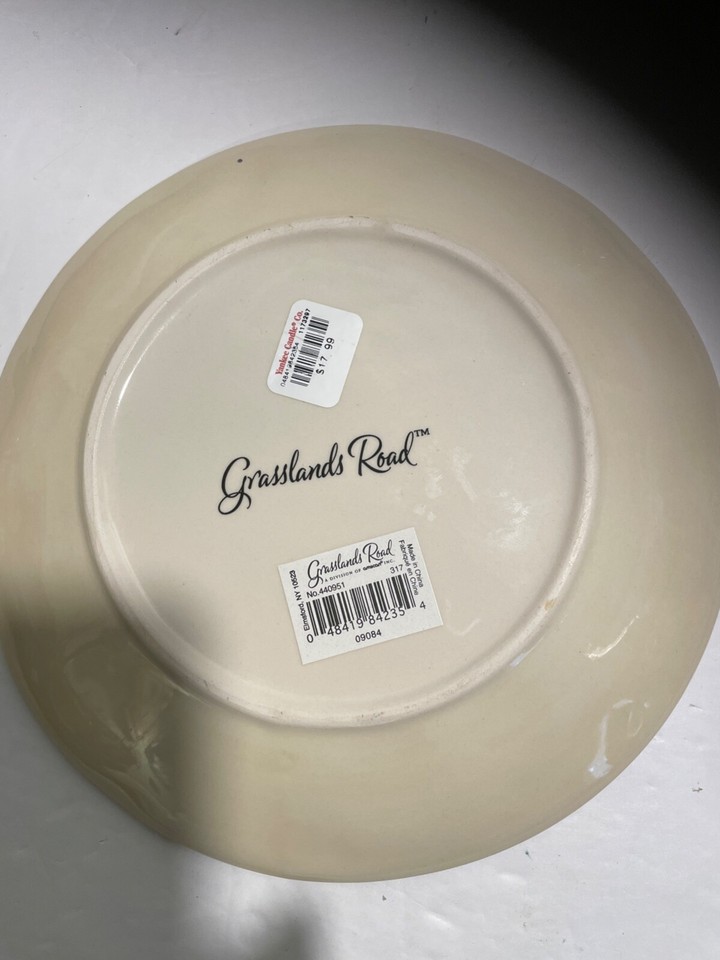 Yankee Candle® Co.
1173297
$17.99
Grasslands Road™
Grasslands Road
A DIVISION OF INC.
No.440951
317
Made in China
Fabriqué en Chine
Elmsford, NY 10523
0 48419 84235 4
09084